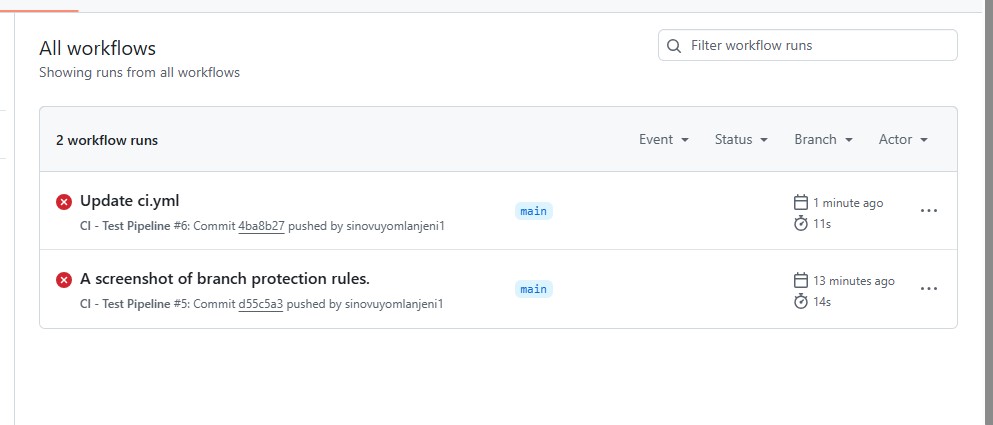 All workflows
Filter workflow runs
Showing runs from all workflows
2 workflow runs
Event
Status
Branch
Actor
Update ci.yml
CI - Test Pipeline #6: Commit 4ba8b27 pushed by sinovuyomlanjeni1
main
1 minute ago
11s
A screenshot of branch protection rules.
CI - Test Pipeline #5: Commit d55c5a3 pushed by sinovuyomlanjeni1
main
13 minutes ago
14s